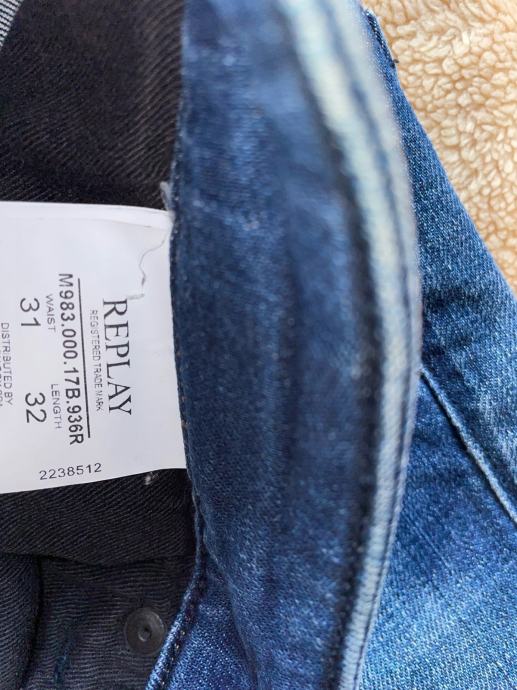 REPLAY
REGISTERED TRADE MARK
M983.000.17B.936R
WAIST LENGTH
31 32
DISTRIBUTED BY
2238512